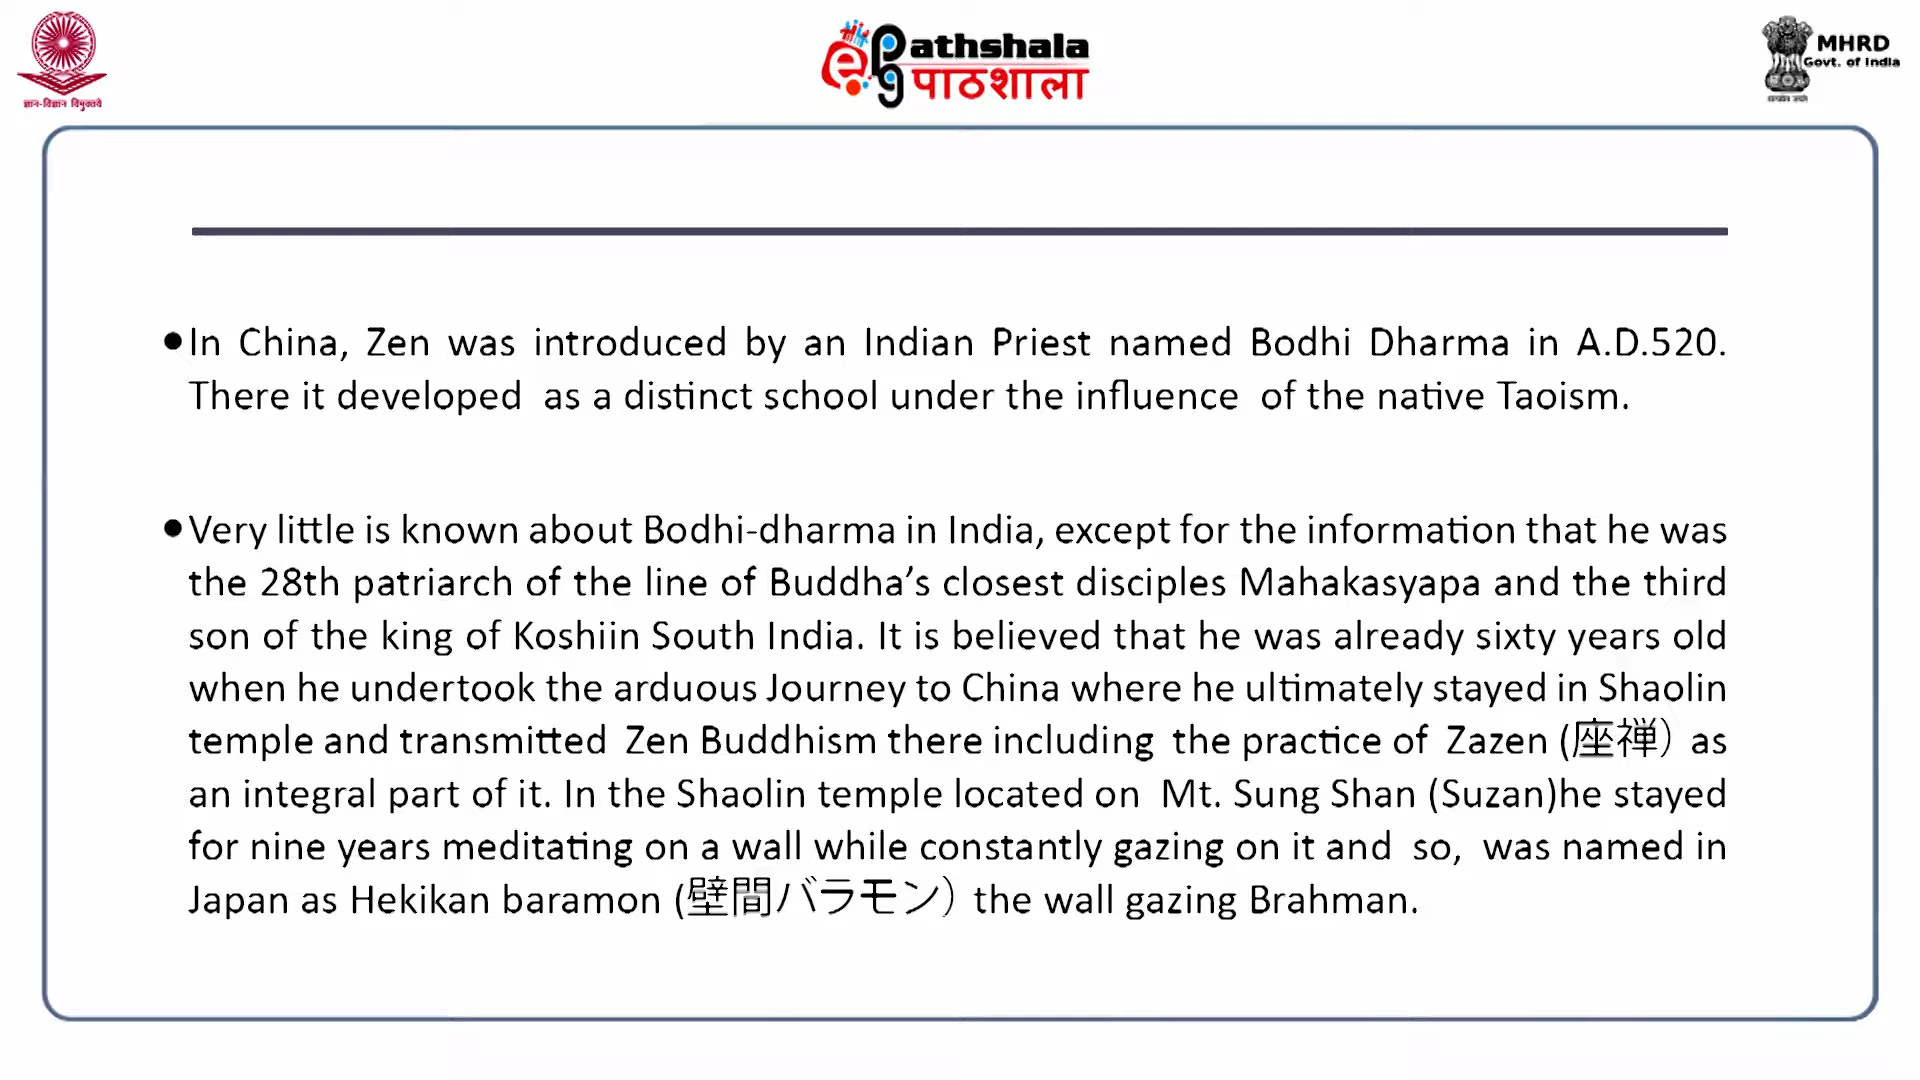 ज्ञान-विज्ञान विमुक्तये
ePathshala
पाठशाला
MHRD
Govt. of India
•In China, Zen was introduced by an Indian Priest named Bodhi Dharma in A.D.520.
There it developed as a distinct school under the influence of the native Taoism.
•Very little is known about Bodhi-dharma in India, except for the information that he was
the 28th patriarch of the line of Buddha’s closest disciples Mahakasyapa and the third
son of the king of Koshiin South India. It is believed that he was already sixty years old
when he undertook the arduous Journey to China where he ultimately stayed in Shaolin
temple and transmitted Zen Buddhism there including the practice of Zazen (座禅） as
an integral part of it. In the Shaolin temple located on Mt. Sung Shan (Suzan)he stayed
for nine years meditating on a wall while constantly gazing on it and so, was named in
Japan as Hekikan baramon (壁間バラモン） the wall gazing Brahman.